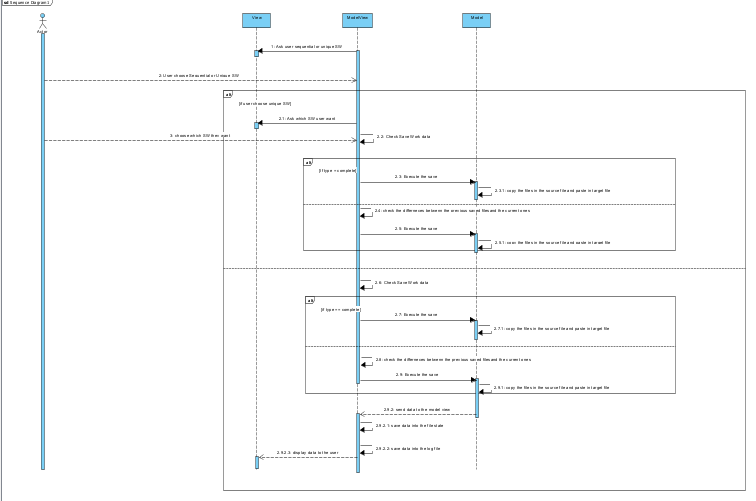 sd Sequence Diagram1
Actor
View
ModelView
Model
1: Ask user sequential or unique SW
2: User choose Sequential or Unique SW
alt
[if user choose unique SW]
2.1: Ask which SW user want
3: choose which SW they want
2.2: Check Save Work data
alt
[if type = complete]
2.3: Execute the save
2.3.1: copy the files in the source file and paste in target file
2.4: check the differences between the previous saved files and the current ones
2.5: Execute the save
2.5.1: copy the files in the source file and paste in target file
2.6: Check Save Work data
alt
[if type == complete]
2.7: Execute the save
2.7.1: copy the files in the source file and paste in target file
2.8: check the differences between the previous saved files and the current ones
2.9: Execute the save
2.9.1: copy the files in the source file and paste in target file
2.9.2: send data to the model view
2.9.2.1: save data into the file state
2.9.2.2: save data into the log file
2.9.2.3: display data to the user